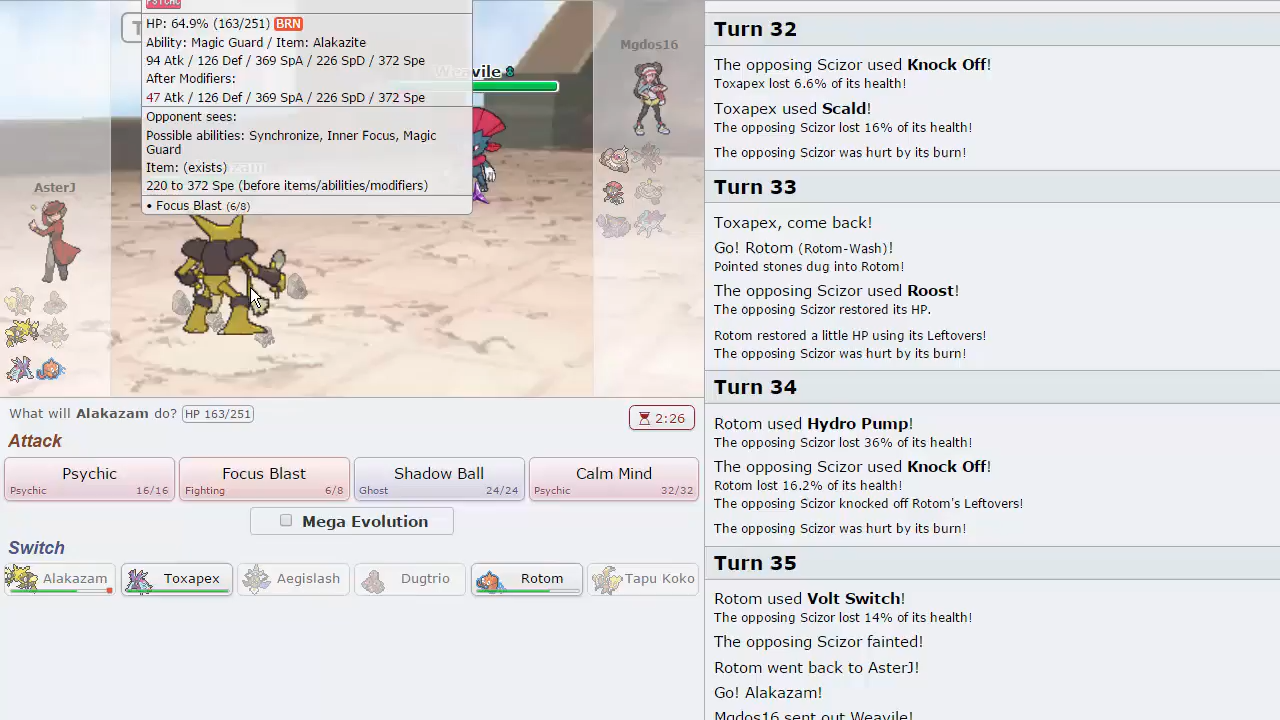 PSYCHC
HP: 64.9% (163/251) BRN
Ability: Magic Guard / Item: Alakazite
94 Atk / 126 Def / 369 SpA / 226 SpD / 372 Spe
After Modifiers:
47 Atk / 126 Def / 369 SpA / 226 SpD / 372 Spe
Opponent sees:
Possible abilities: Synchronize, Inner Focus, Magic
Guard
Item: (exists)
220 to 372 Spe (before items/abilities/modifiers)
• Focus Blast (6/8)
Weavile
Mgdos16
AsterJ
What will Alakazam do? HP 163/251
2:26
Attack
Psychic
Psychic 16/16
Focus Blast
Fighting 6/8
Shadow Ball
Ghost 24/24
Calm Mind
Psychic 32/32
Mega Evolution
Switch
Alakazam
Toxapex
Aegislash
Dugtrio
Rotom
Tapu Koko
Turn 32
The opposing Scizor used Knock Off!
Toxapex lost 6.6% of its health!
Toxapex used Scald!
The opposing Scizor lost 16% of its health!
The opposing Scizor was hurt by its burn!
Turn 33
Toxapex, come back!
Go! Rotom (Rotom-Wash)!
Pointed stones dug into Rotom!
The opposing Scizor used Roost!
The opposing Scizor restored its HP.
Rotom restored a little HP using its Leftovers!
The opposing Scizor was hurt by its burn!
Turn 34
Rotom used Hydro Pump!
The opposing Scizor lost 36% of its health!
The opposing Scizor used Knock Off!
Rotom lost 16.2% of its health!
The opposing Scizor knocked off Rotom's Leftovers!
The opposing Scizor was hurt by its burn!
Turn 35
Rotom used Volt Switch!
The opposing Scizor lost 14% of its health!
The opposing Scizor fainted!
Rotom went back to AsterJ!
Go! Alakazam!
Mgdos16 sent out Weavile!